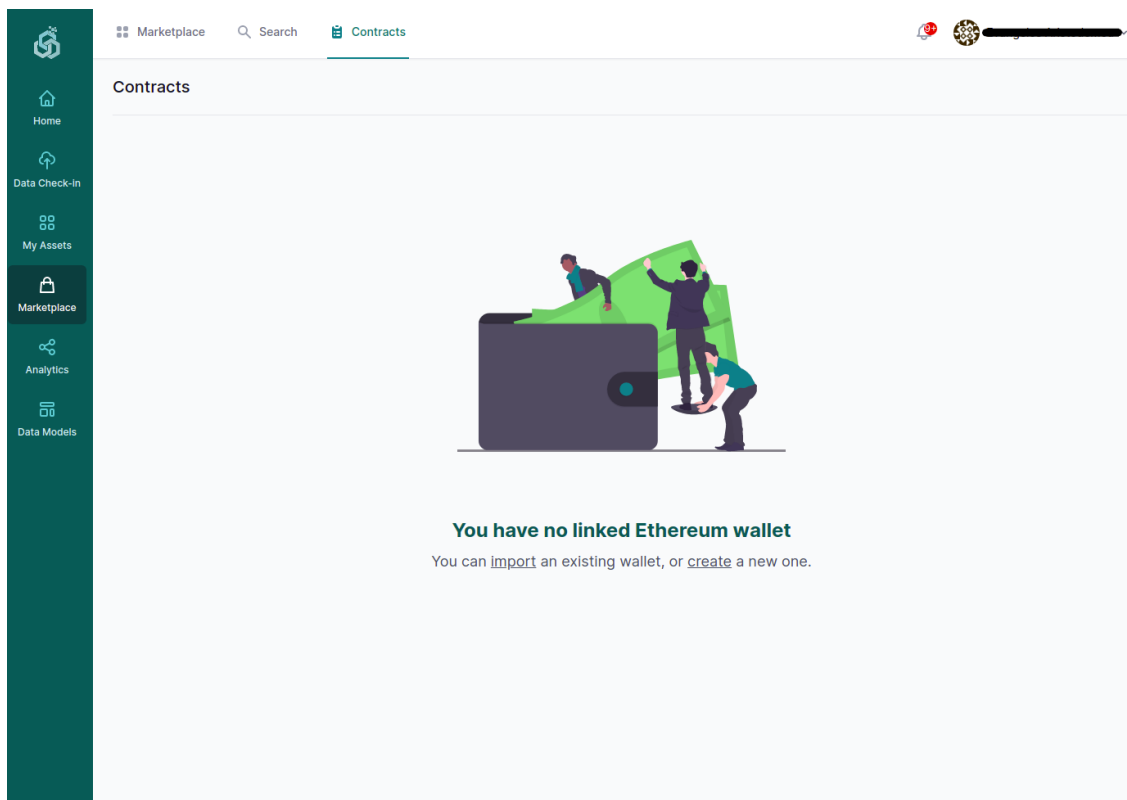 Marketplace
Search
Contracts
9+
Contracts
Home
Data Check-in
My Assets
Marketplace
Analytics
Data Models
You have no linked Ethereum wallet
You can import an existing wallet, or create a new one.